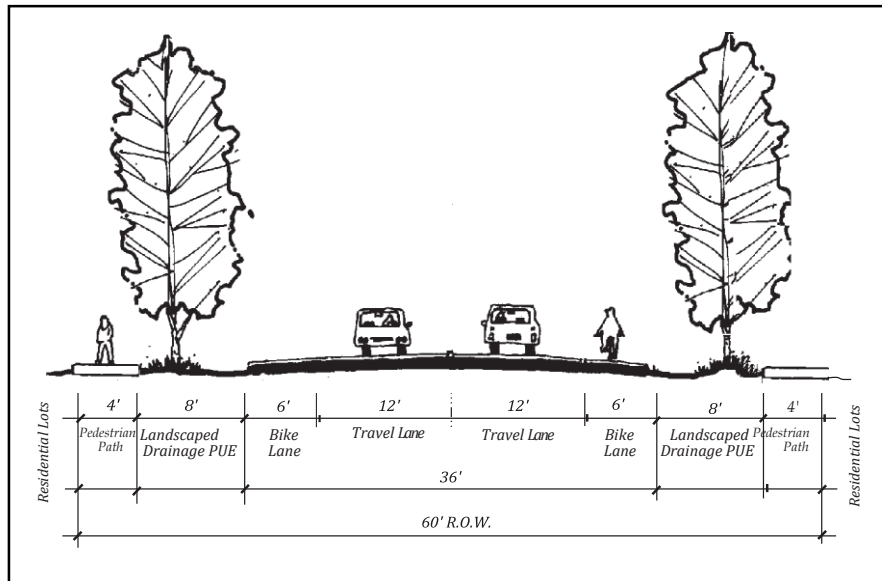 4' 8' 6' 12' 12' 6' 8' 4'
Residential Lots
Pedestrian
Path
Landscaped
Drainage PUE
Bike
Lane
Travel Lane
Travel Lane
Bike
Lane
Landscaped
Drainage PUE
Pedestrian
Path
Residential Lots
36'
60' R.O.W.